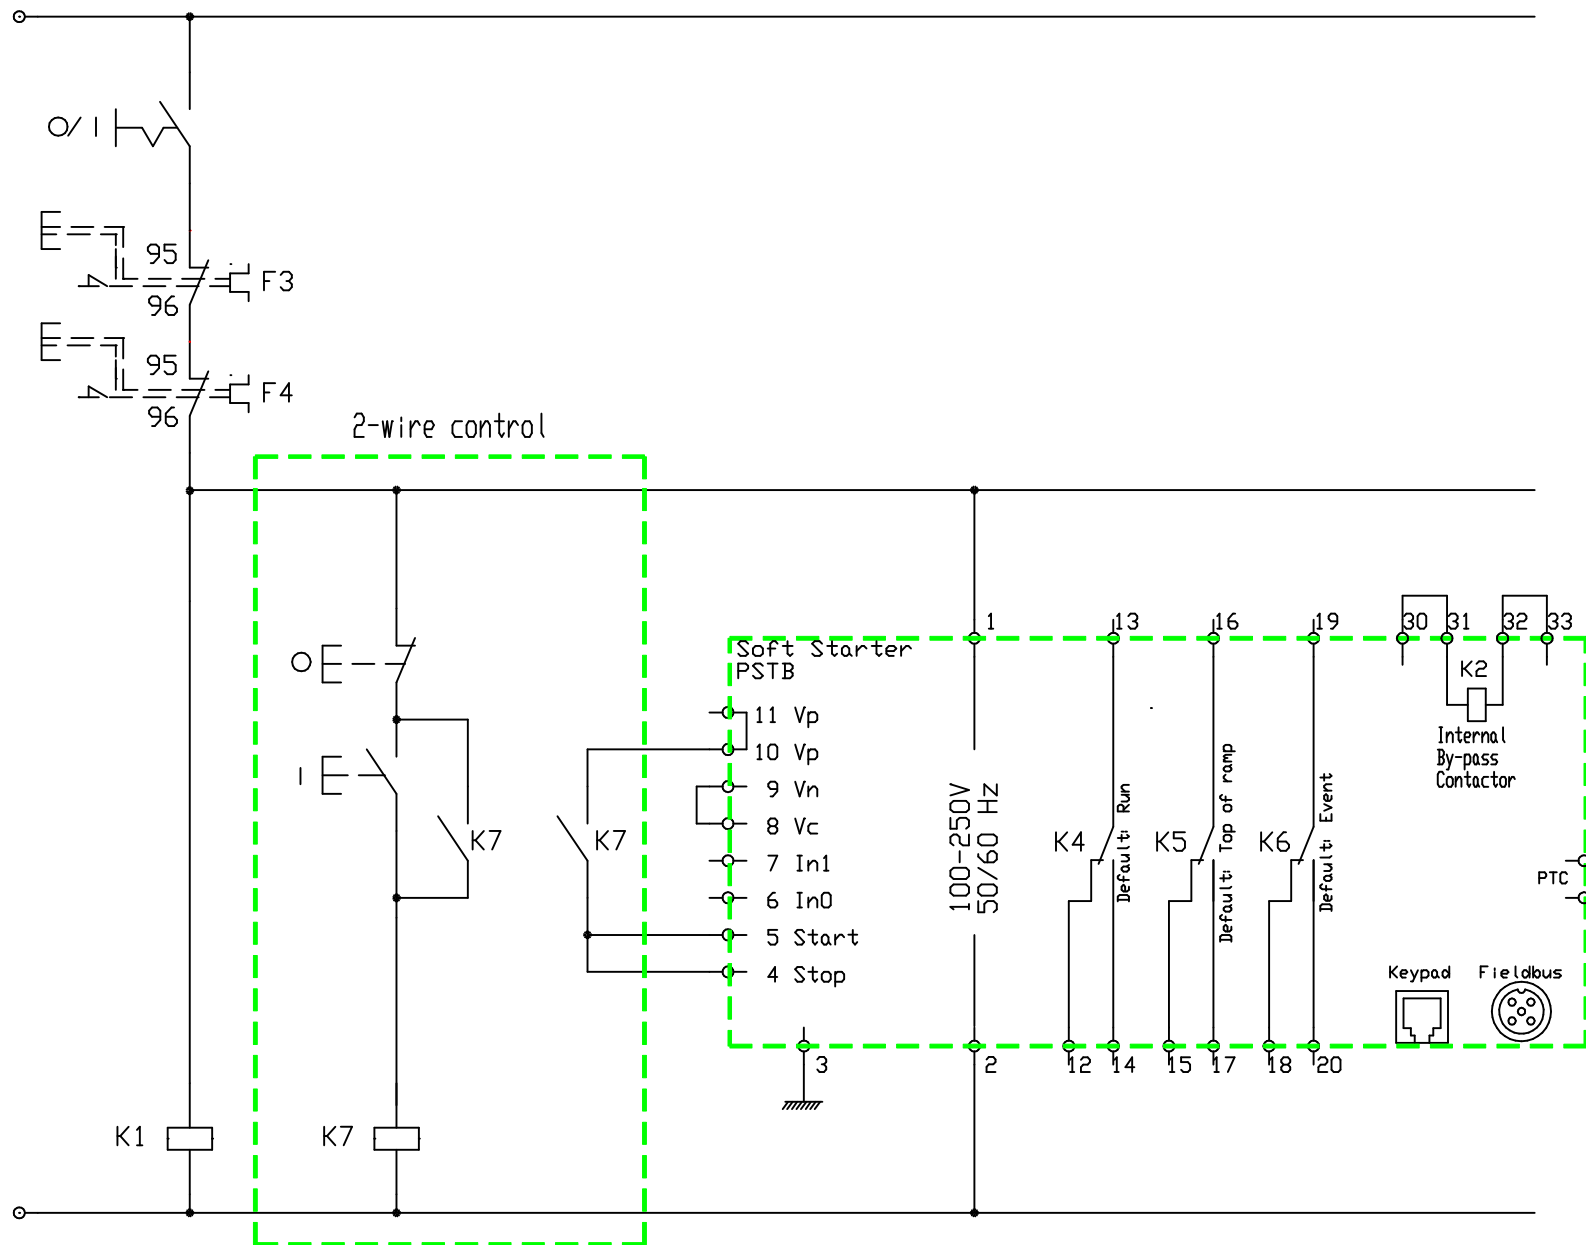 O/I
95
F3
96
95
F4
96
2-wire control
1
13
16
19
30
31
32
33
Soft Starter
PSTB
K2
O
11 Vp
10 Vp
Internal
By-pass
Contactor
I
9 Vn
8 Vc
100-250V
50/60 Hz
K7
K7
K4
Default: Run
K5
Default: Top of ramp
K6
Default: Event
7 In1
6 In0
PTC
5 Start
4 Stop
Keypad
Fieldbus
3
2
12
14
15
17
18
20
K1
K7